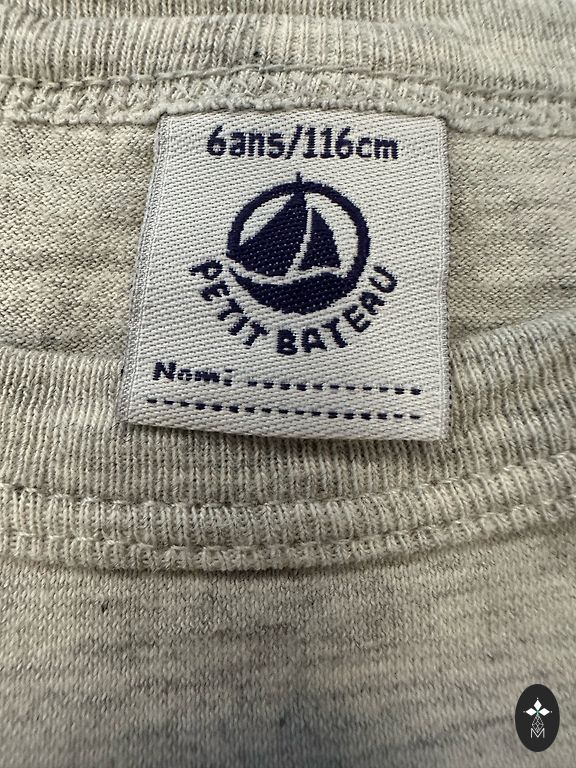 6ans/116cm
PETIT BATEAU
Nom:
M